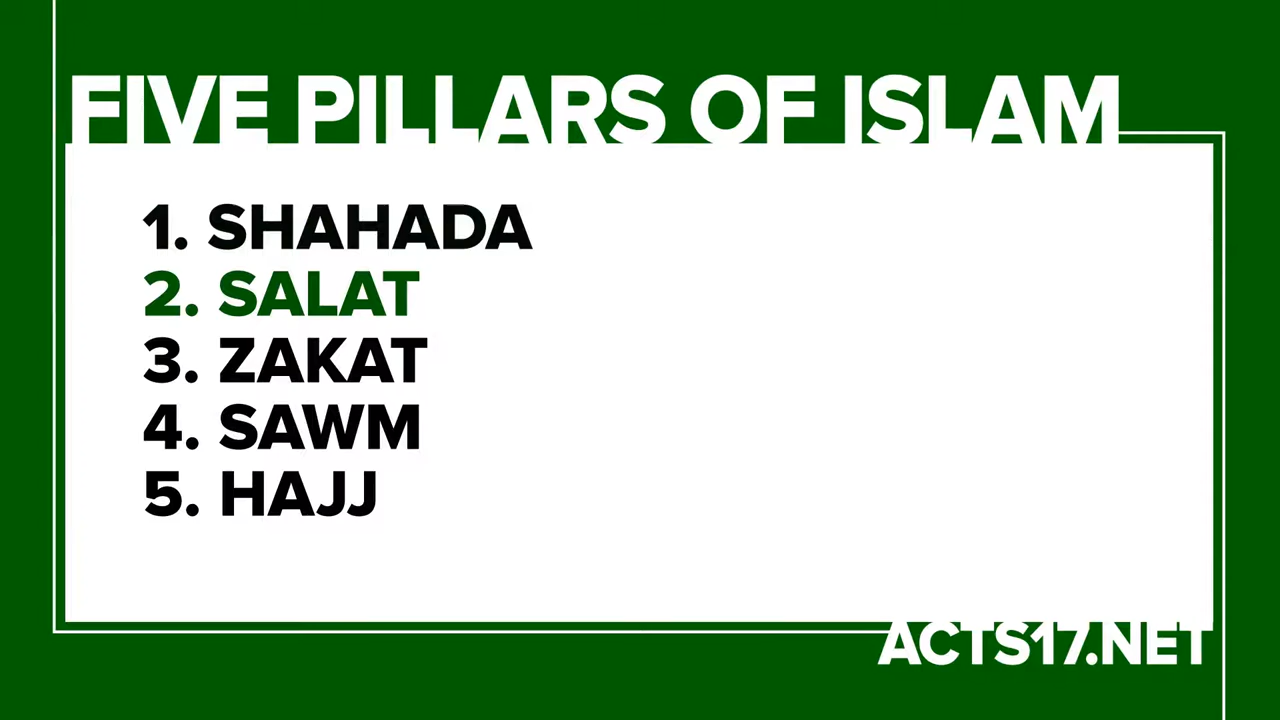 FIVE PILLARS OF ISLAM
1. SHAHADA
2. SALAT
3. ZAKAT
4. SAWM
5. HAJJ
ACTS17.NET